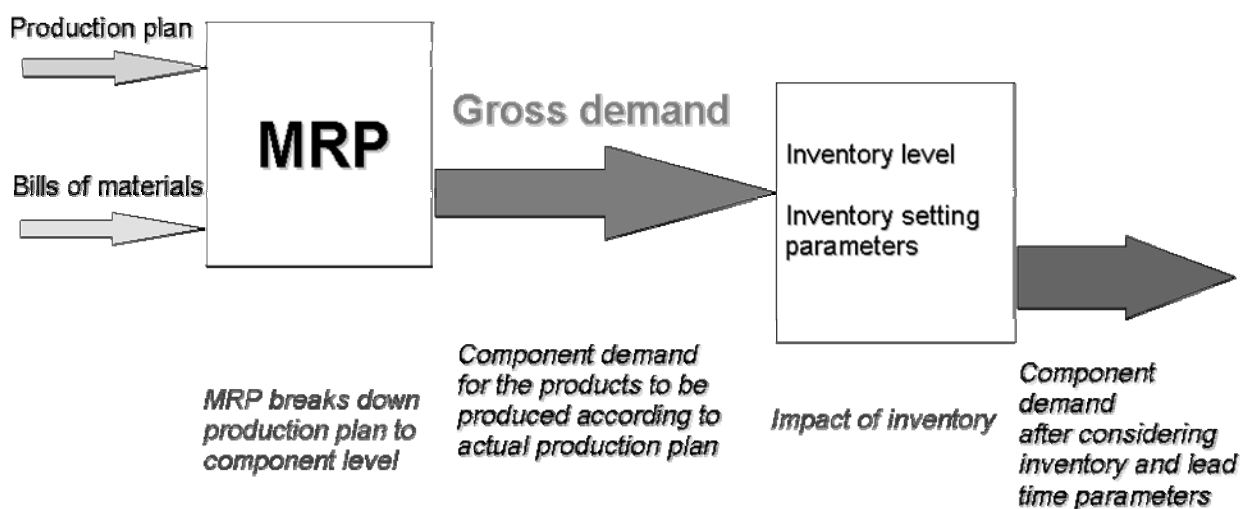 Production plan
Bills of materials
MRP
Gross demand
Inventory level
Inventory setting
parameters
MRP breaks down
production plan to
component level
Component demand
for the products to be
produced according to
actual production plan
Impact of inventory
Component
demand
after considering
inventory and lead
time parameters